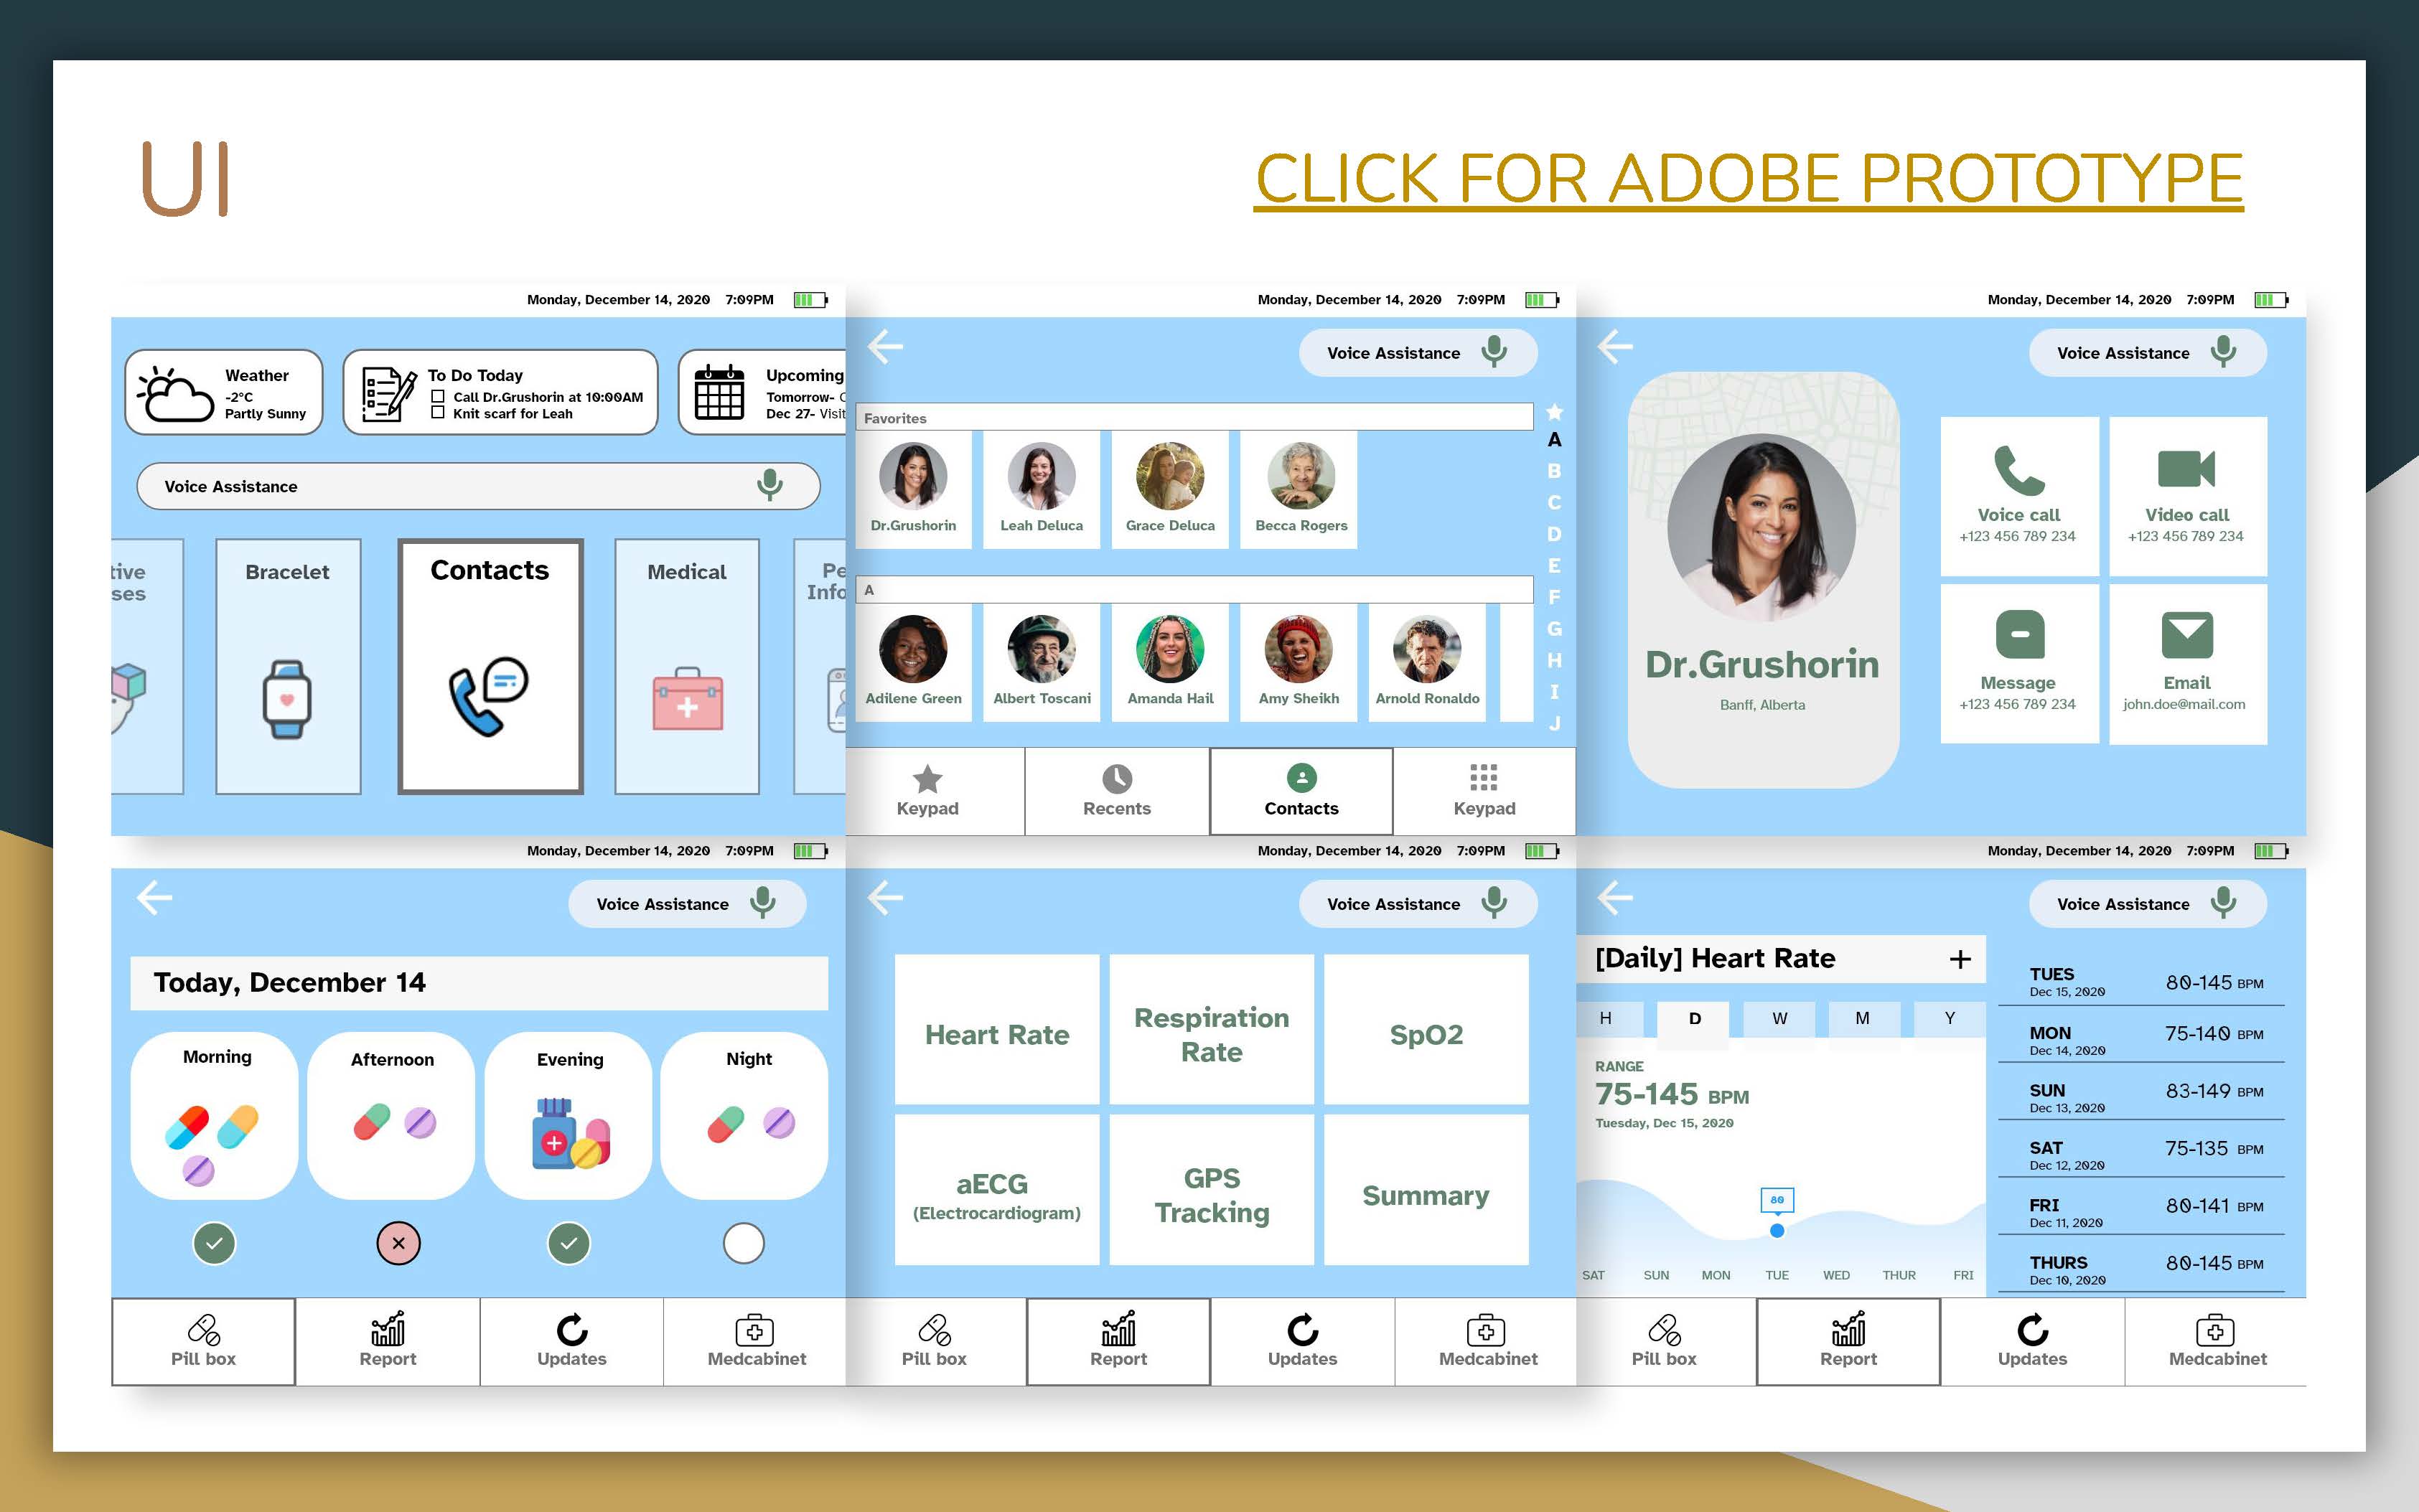 UI
CLICK FOR ADOBE PROTOTYPE
Monday, December 14, 2020 7:09PM
Weather
-2°C
Partly Sunny
To Do Today
Call Dr.Grushorin at 10:00AM
Knit scarf for Leah
Upcoming
Tomorrow- C
Dec 27- Visit
Voice Assistance
tive
ses
Bracelet
Contacts
Medical
Pe
Info
Monday, December 14, 2020 7:09PM
Voice Assistance
Favorites
Dr.Grushorin
Leah Deluca
Grace Deluca
Becca Rogers
A
Adilene Green
Albert Toscani
Amanda Hail
Amy Sheikh
Arnold Ronaldo
A
B
C
D
E
F
G
H
I
J
Keypad
Recents
Contacts
Keypad
Monday, December 14, 2020 7:09PM
Voice Assistance
Dr.Grushorin
Banff, Alberta
Voice call
+123 456 789 234
Video call
+123 456 789 234
Message
+123 456 789 234
Email
john.doe@mail.com
Monday, December 14, 2020 7:09PM
Voice Assistance
Today, December 14
Morning
Afternoon
Evening
Night
Pill box
Report
Updates
Medcabinet
Monday, December 14, 2020 7:09PM
Voice Assistance
Heart Rate
Respiration
Rate
SpO2
aECG
(Electrocardiogram)
GPS
Tracking
Summary
Pill box
Report
Updates
Medcabinet
Monday, December 14, 2020 7:09PM
Voice Assistance
[Daily] Heart Rate +
H D W M Y
RANGE
75-145 BPM
Tuesday, Dec 15, 2020
80
SAT SUN MON TUE WED THUR FRI
TUES 80-145 BPM
Dec 15, 2020
MON 75-140 BPM
Dec 14, 2020
SUN 83-149 BPM
Dec 13, 2020
SAT 75-135 BPM
Dec 12, 2020
FRI 80-141 BPM
Dec 11, 2020
THURS 80-145 BPM
Dec 10, 2020
Pill box
Report
Updates
Medcabinet